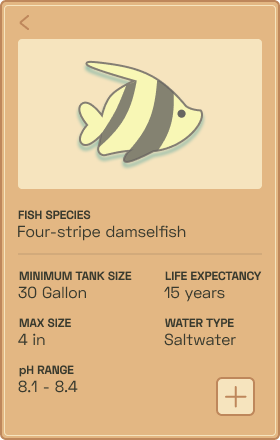 FISH SPECIES
Four-stripe damselfish
MINIMUM TANK SIZE
30 Gallon
LIFE EXPECTANCY
15 years
MAX SIZE
4 in
WATER TYPE
Saltwater
pH RANGE
8.1 - 8.4